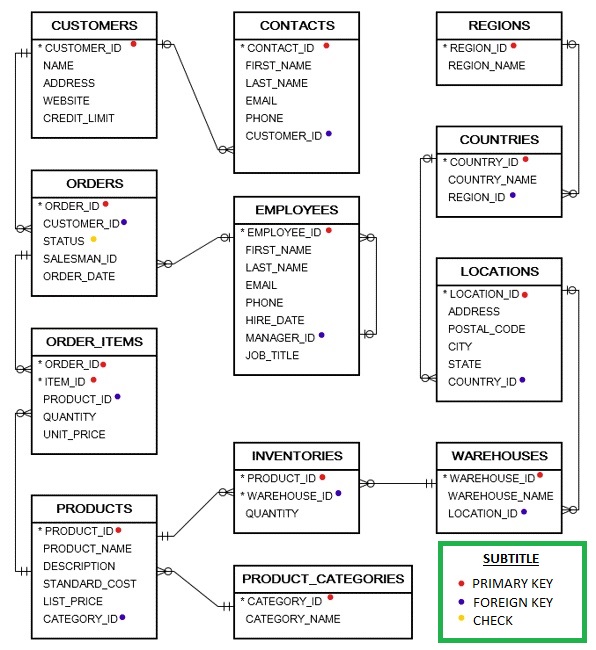 CUSTOMERS
* CUSTOMER_ID
NAME
ADDRESS
WEBSITE
CREDIT_LIMIT
CONTACTS
* CONTACT_ID
FIRST_NAME
LAST_NAME
EMAIL
PHONE
CUSTOMER_ID
REGIONS
* REGION_ID
REGION_NAME
COUNTRIES
* COUNTRY_ID
COUNTRY_NAME
REGION_ID
ORDERS
* ORDER_ID
CUSTOMER_ID
STATUS
SALESMAN_ID
ORDER_DATE
EMPLOYEES
* EMPLOYEE_ID
FIRST_NAME
LAST_NAME
EMAIL
PHONE
HIRE_DATE
MANAGER_ID
JOB_TITLE
LOCATIONS
* LOCATION_ID
ADDRESS
POSTAL_CODE
CITY
STATE
COUNTRY_ID
ORDER_ITEMS
* ORDER_ID
* ITEM_ID
PRODUCT_ID
QUANTITY
UNIT_PRICE
INVENTORIES
* PRODUCT_ID
* WAREHOUSE_ID
QUANTITY
WAREHOUSES
* WAREHOUSE_ID
WAREHOUSE_NAME
LOCATION_ID
PRODUCTS
* PRODUCT_ID
PRODUCT_NAME
DESCRIPTION
STANDARD_COST
LIST_PRICE
CATEGORY_ID
PRODUCT_CATEGORIES
* CATEGORY_ID
CATEGORY_NAME
SUBTITLE
PRIMARY KEY
FOREIGN KEY
CHECK